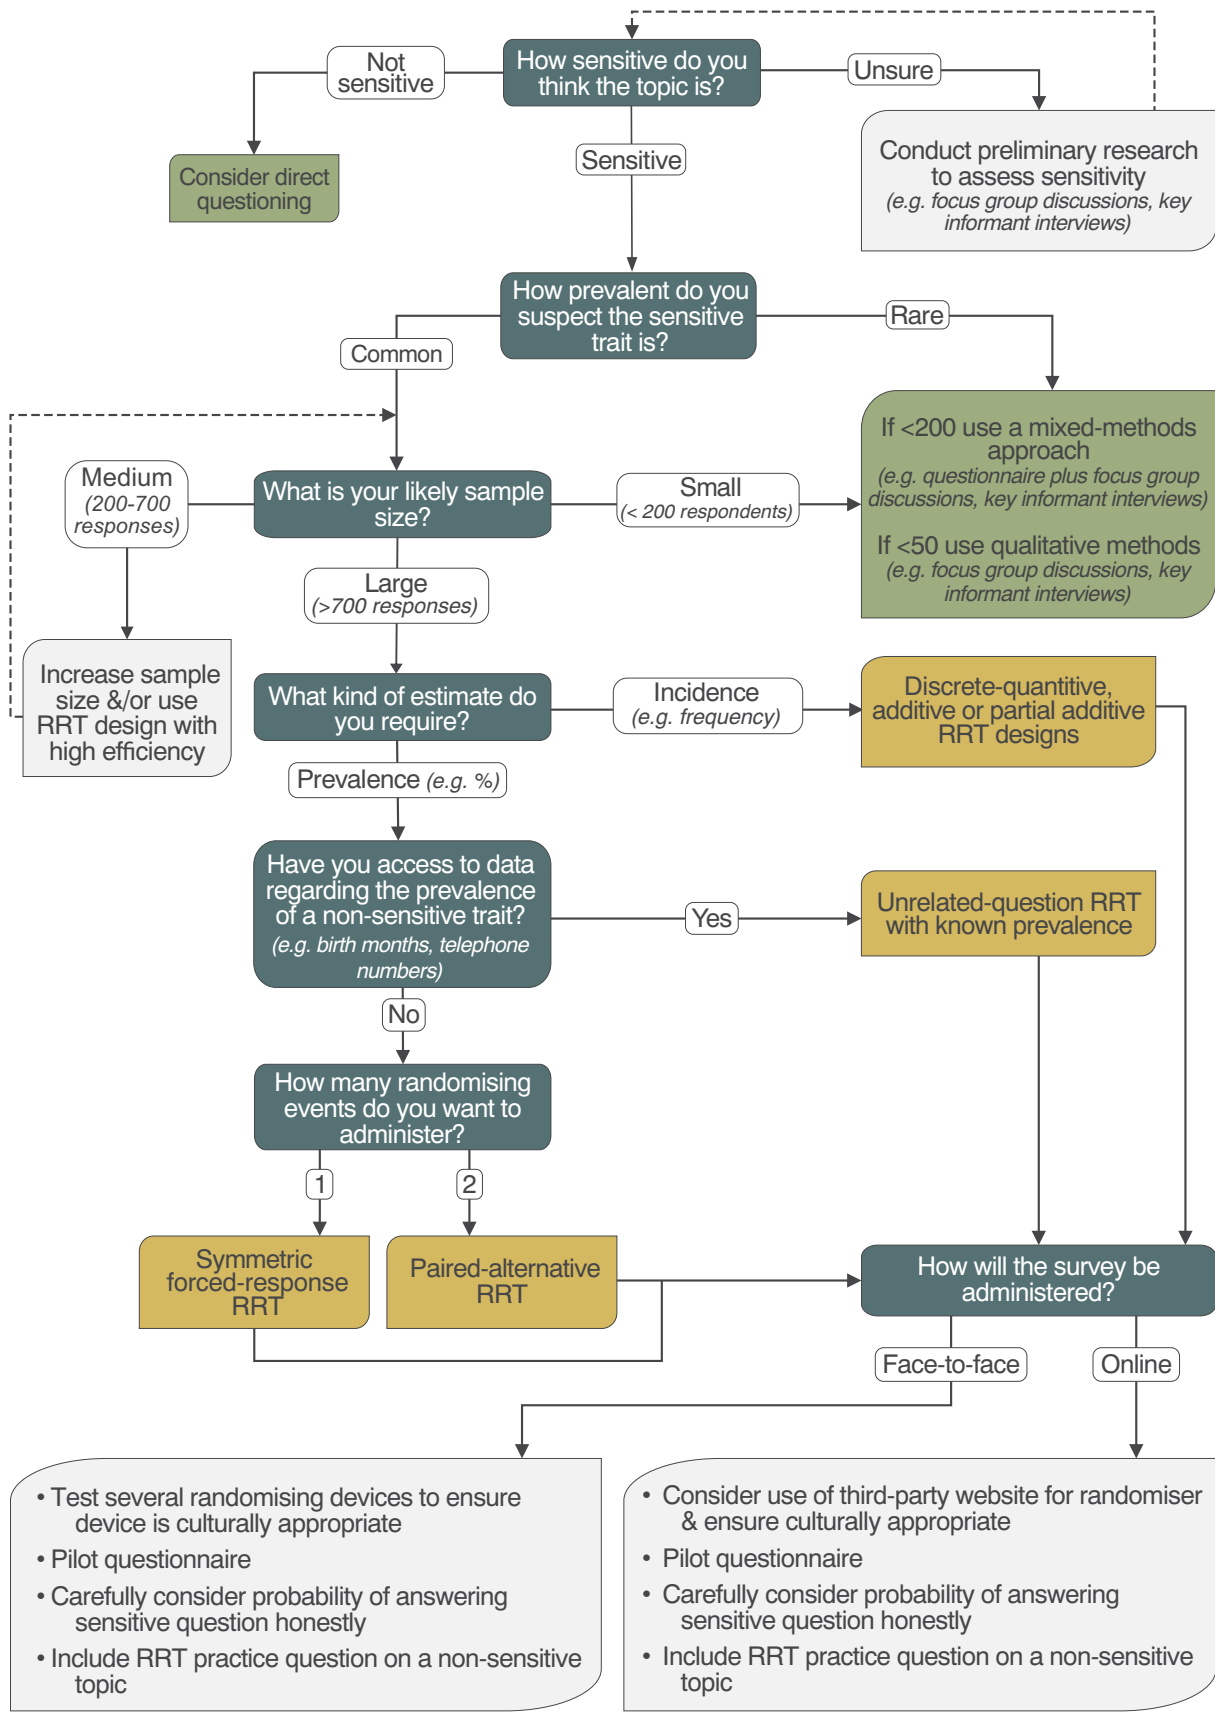 How sensitive do you
think the topic is?
Not
sensitive
Unsure
Sensitive
Consider direct
questioning
Conduct preliminary research
to assess sensitivity
(e.g. focus group discussions, key
informant interviews)
How prevalent do you
suspect the sensitive
trait is?
Common
Rare
If <200 use a mixed-methods
approach
(e.g. questionnaire plus focus group
discussions, key informant interviews)
If <50 use qualitative methods
(e.g. focus group discussions, key
informant interviews)
What is your likely sample
size?
Medium
(200-700
responses)
Small
(< 200 respondents)
Large
(>700 responses)
Increase sample
size &/or use
RRT design with
high efficiency
What kind of estimate do
you require?
Incidence
(e.g. frequency)
Discrete-quantitive,
additive or partial additive
RRT designs
Prevalence (e.g. %)
Have you access to data
regarding the prevalence
of a non-sensitive trait?
(e.g. birth months, telephone
numbers)
Yes
Unrelated-question RRT
with known prevalence
No
How many randomising
events do you want to
administer?
1
2
Symmetric
forced-response
RRT
Paired-alternative
RRT
How will the survey be
administered?
Face-to-face
Online
• Test several randomising devices to ensure
device is culturally appropriate
• Pilot questionnaire
• Carefully consider probability of answering
sensitive question honestly
• Include RRT practice question on a non-sensitive
topic
• Consider use of third-party website for randomiser
& ensure culturally appropriate
• Pilot questionnaire
• Carefully consider probability of answering
sensitive question honestly
• Include RRT practice question on a non-sensitive
topic